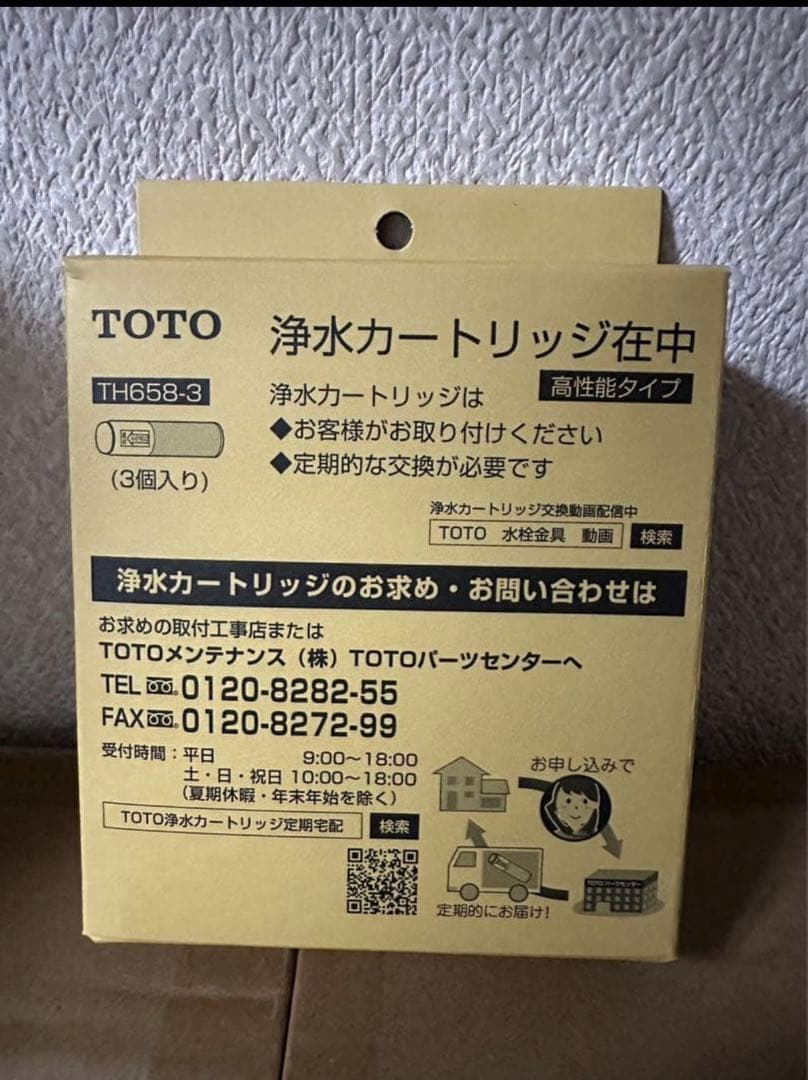 TOTO
浄水カートリッジ在中
高性能タイプ
TH658-3
(3個入り)
浄水カートリッジは
◆お客様がお取り付けください
◆定期的な交換が必要です
浄水カートリッジ交換動画配信中
TOTO 水栓金具 動画 検索
浄水カートリッジのお求め・お問い合わせは
お求めの取付工事店または
TOTOメンテナンス(株)TOTOパーツセンターへ
TEL 0120-8282-55
FAX 0120-8272-99
受付時間:平日 9:00〜18:00
土・日・祝日 10:00〜18:00
(夏期休暇・年末年始を除く)
TOTO浄水カートリッジ定期宅配 検索
お申し込みで
TOTO パーツセンター
定期的にお届け!